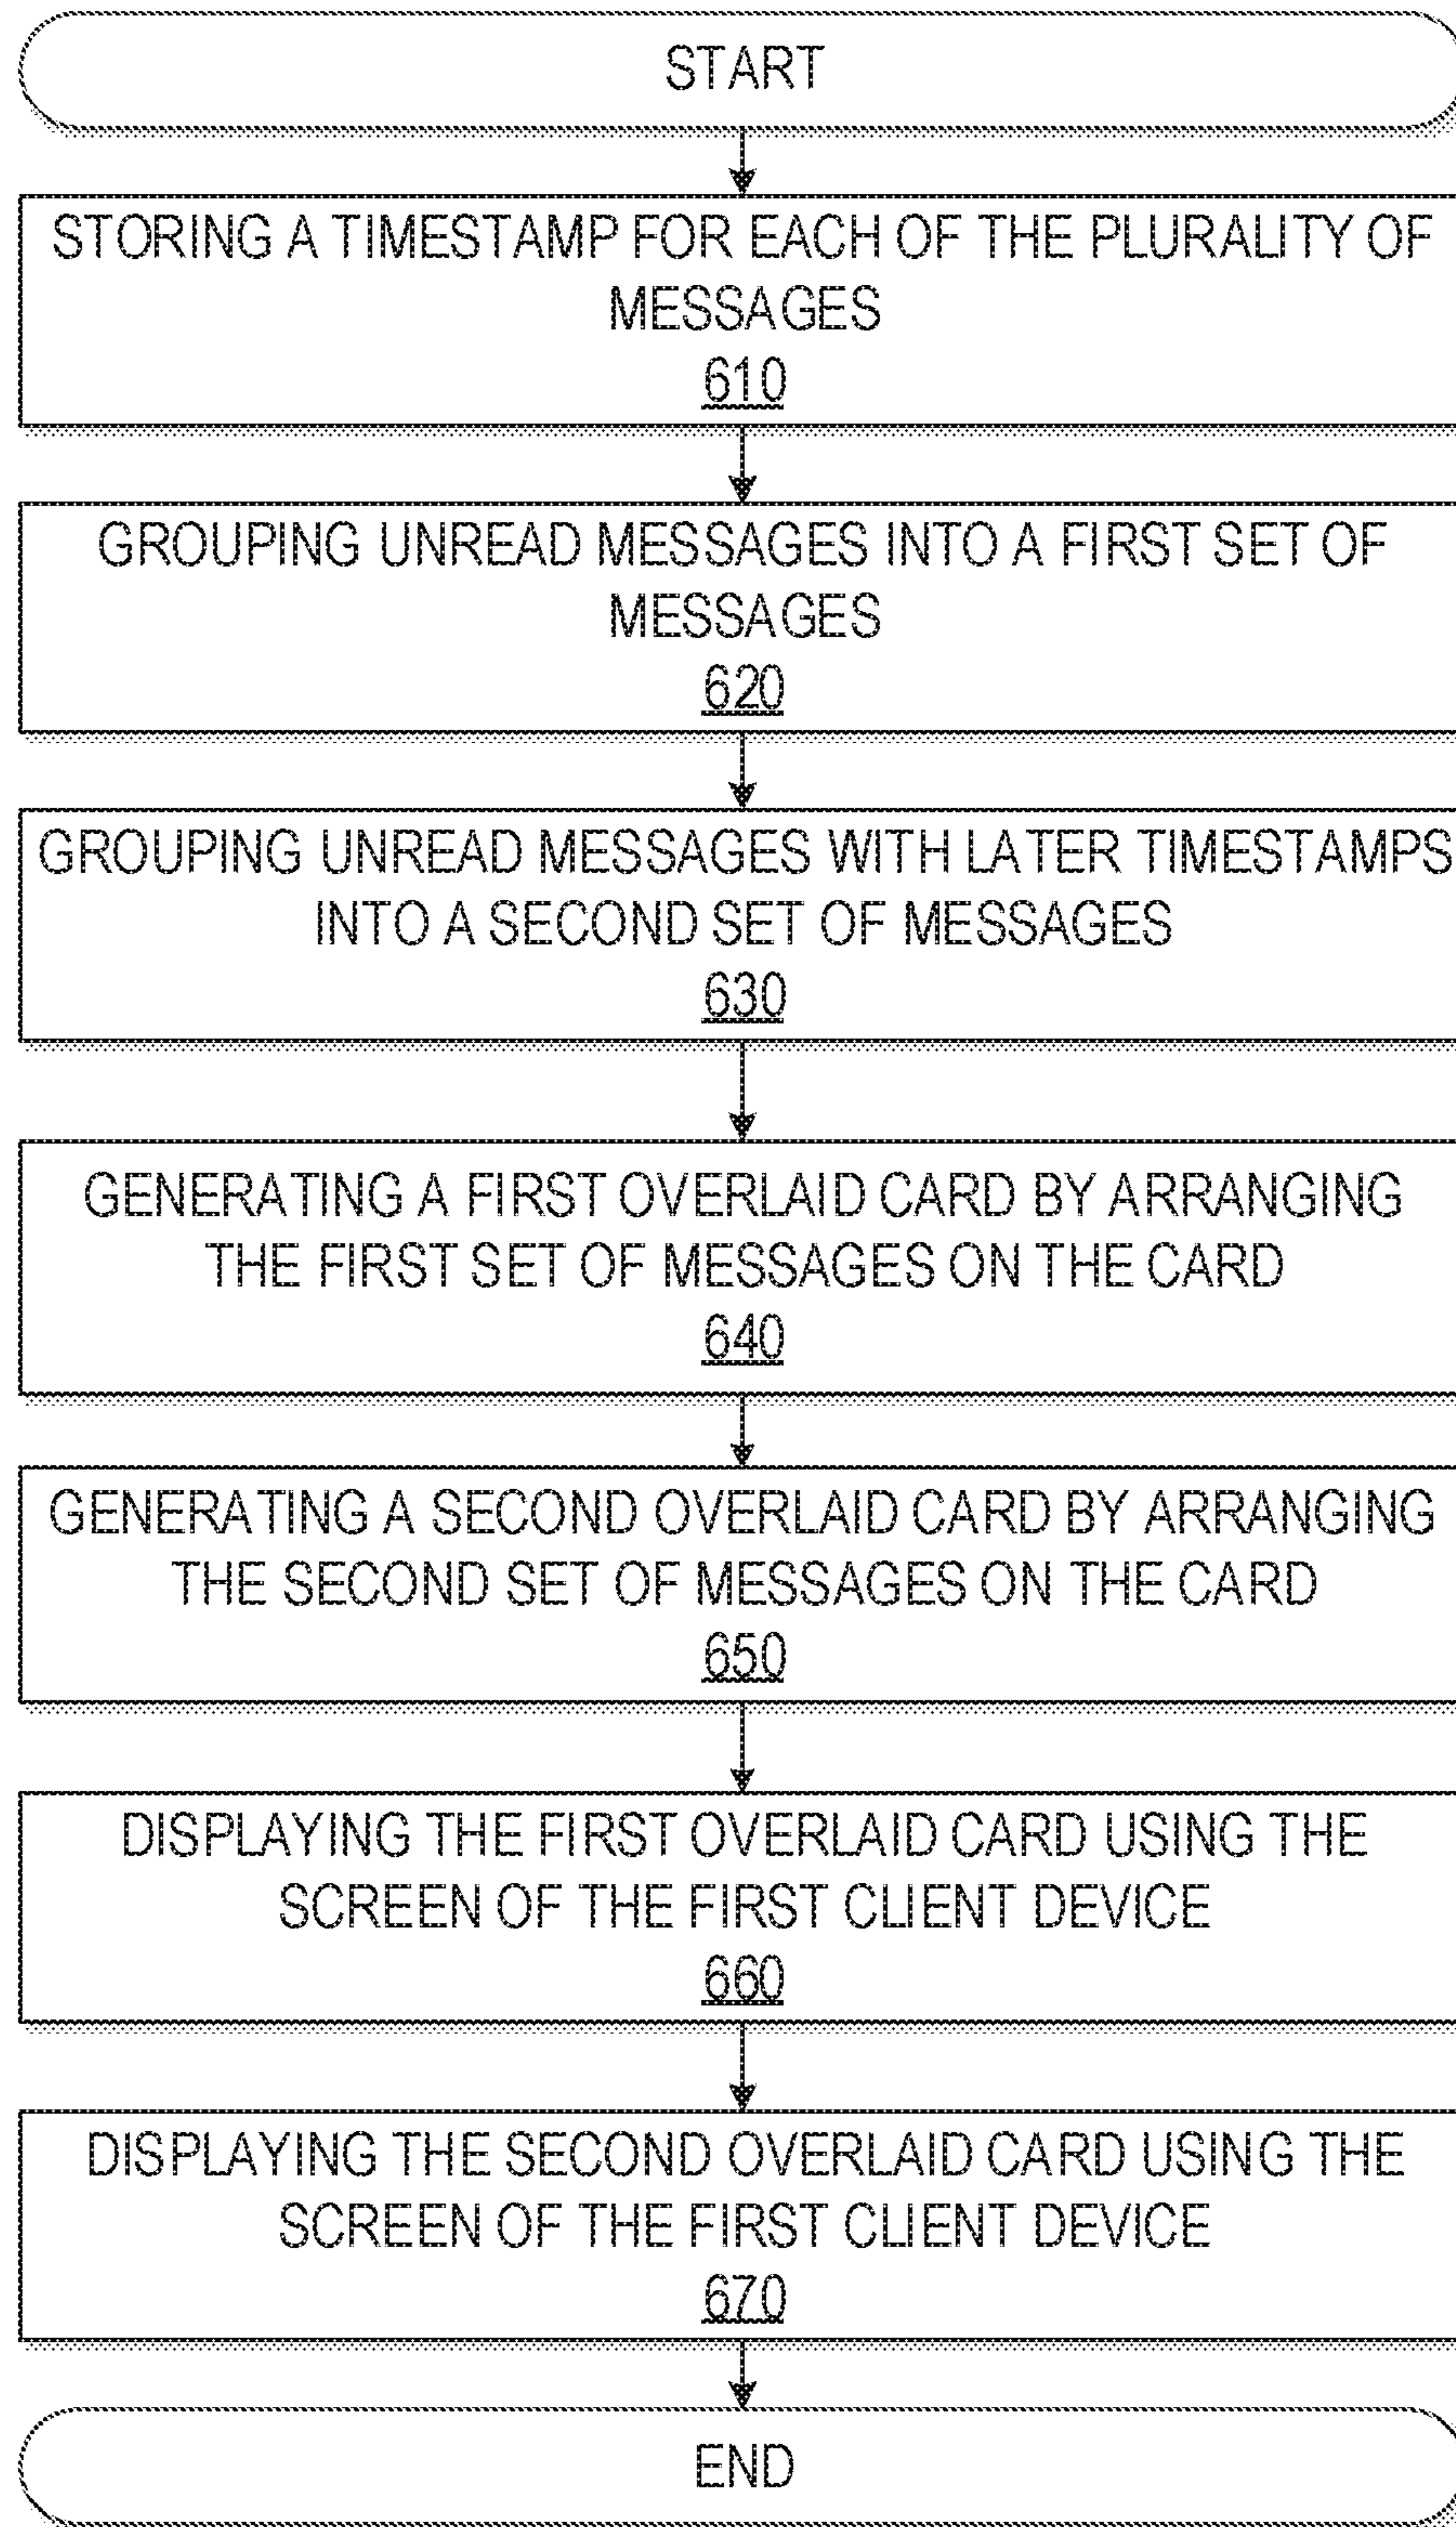 START
STORING A TIMESTAMP FOR EACH OF THE PLURALITY OF
MESSAGES
610
GROUPING UNREAD MESSAGES INTO A FIRST SET OF
MESSAGES
620
GROUPING UNREAD MESSAGES WITH LATER TIMESTAMPS
INTO A SECOND SET OF MESSAGES
630
GENERATING A FIRST OVERLAID CARD BY ARRANGING
THE FIRST SET OF MESSAGES ON THE CARD
640
GENERATING A SECOND OVERLAID CARD BY ARRANGING
THE SECOND SET OF MESSAGES ON THE CARD
650
DISPLAYING THE FIRST OVERLAID CARD USING THE
SCREEN OF THE FIRST CLIENT DEVICE
660
DISPLAYING THE SECOND OVERLAID CARD USING THE
SCREEN OF THE FIRST CLIENT DEVICE
670
END